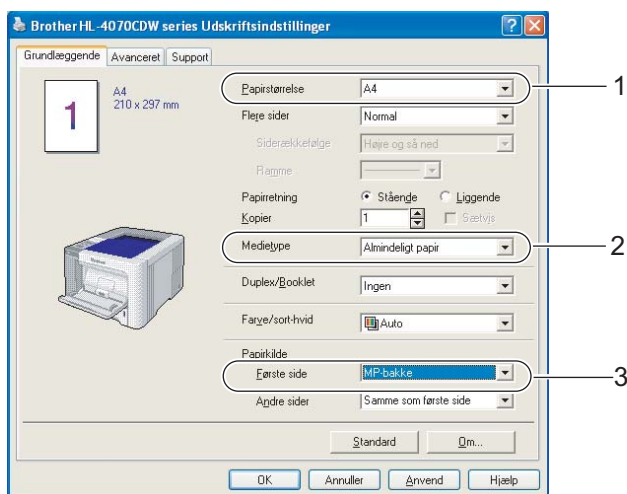 Brother HL-4070CDW series Udskriftsindstillinger
Grundlæggende Avanceret Support
1
A4
210 x 297 mm
Papirstørrelse A4 1
Flere sider Normal
Siderækkefølge Højre og så ned
Ramme
Papirretning Stående Liggende
Kopier 1 Sætvis
Medietype Almindeligt papir 2
Duplex/Booklet Ingen
Farve/sort-hvid Auto
Papirkilde
Første side MP-bakke 3
Andre sider Samme som første side
Standard Om...
OK Annuller Anvend Hjælp